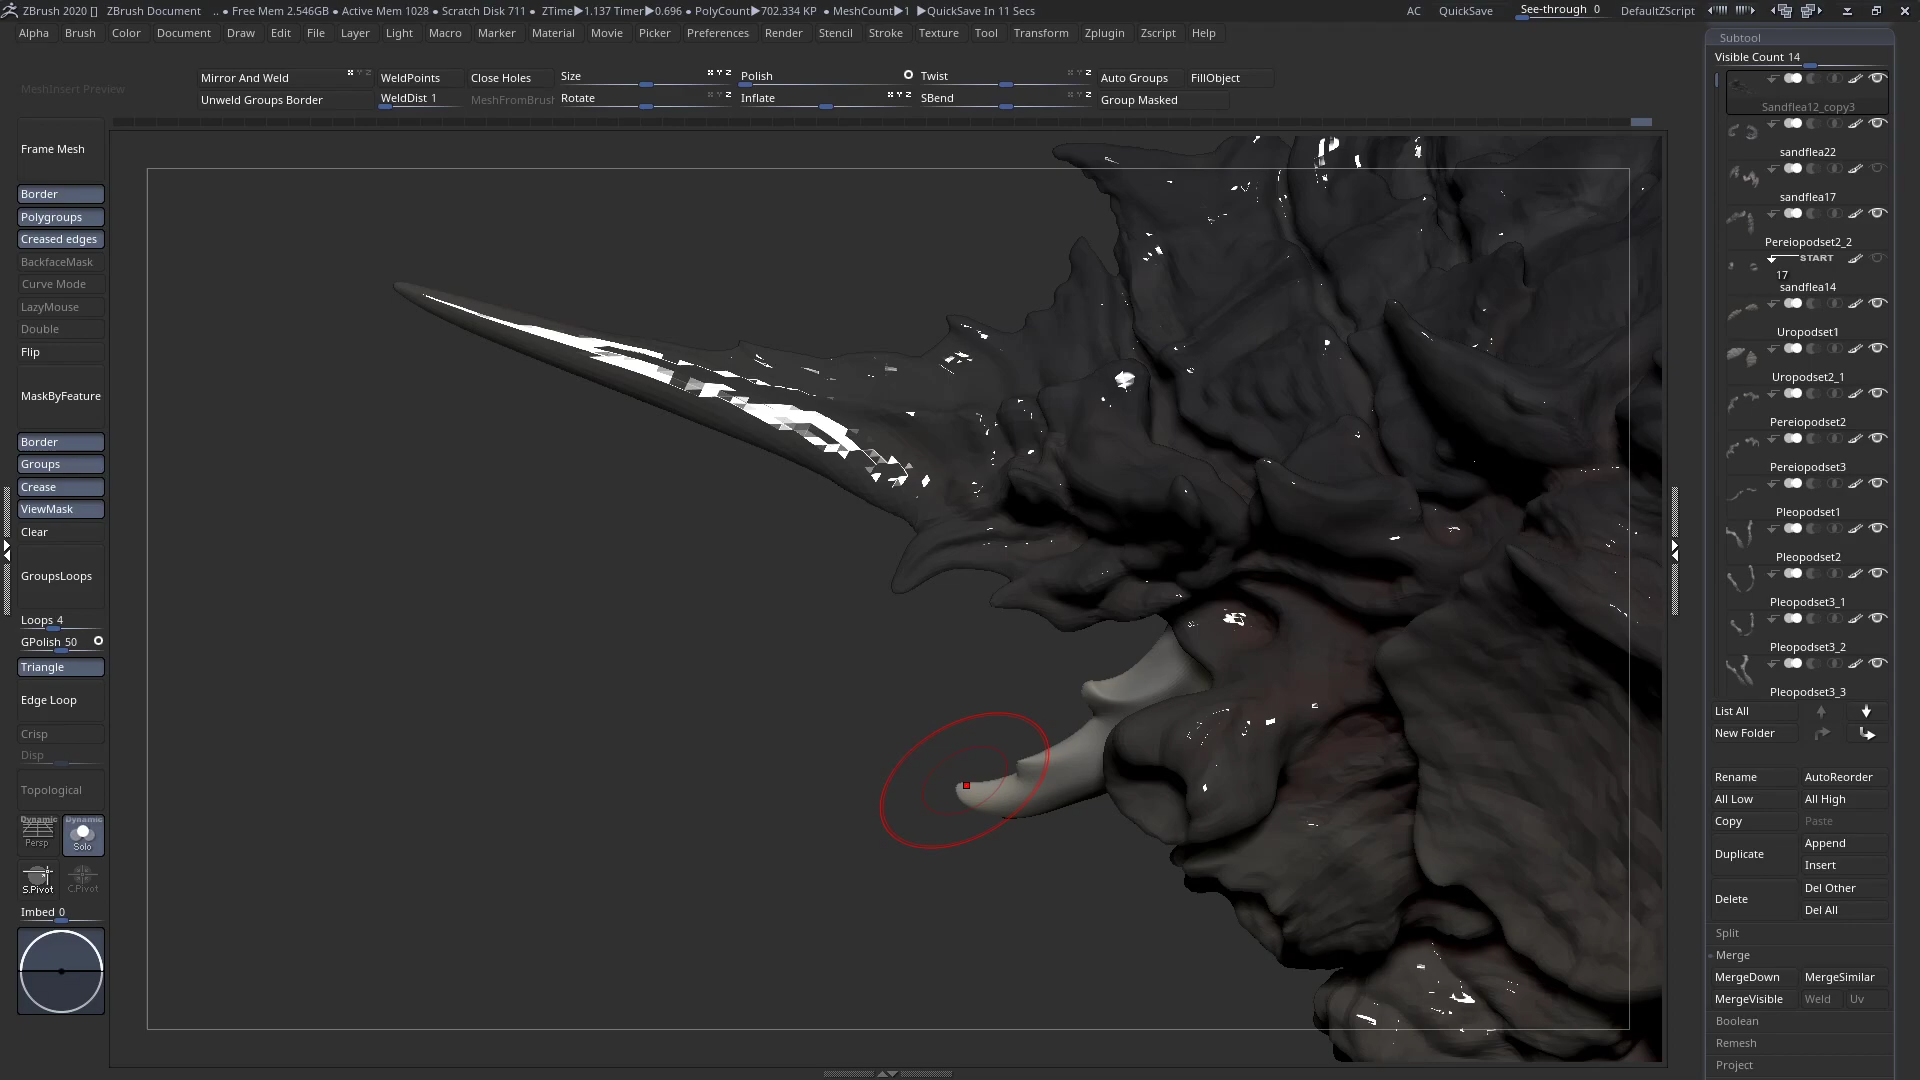 ZBrush 2020 [] ZBrush Document .. • Free Mem 2.546GB • Active Mem 1028 • Scratch Disk 711 • ZTime▶1.137 Timer▶0.696 • PolyCount▶702.334 KP • MeshCount▶1 ▶QuickSave In 11 Secs AC QuickSave See-through 0 DefaultZScript
Alpha Brush Color Document Draw Edit File Layer Light Macro Marker Material Movie Picker Preferences Render Stencil Stroke Texture Tool Transform Zplugin Zscript Help
MeshInsert Preview
Mirror And Weld WeldPoints Close Holes Size Polish Twist Auto Groups FillObject
Unweld Groups Border WeldDist 1 MeshFromBrush Rotate Inflate SBend Group Masked
Frame Mesh
Border
Polygroups
Creased edges
BackfaceMask
Curve Mode
LazyMouse
Double
Flip
MaskByFeature
Border
Groups
Crease
ViewMask
Clear
GroupsLoops
Loops 4
GPolish 50
Triangle
Edge Loop
Crisp
Disp
Topological
Dynamic Dynamic
Persp Solo
S.Pivot C.Pivot
Imbed 0
Subtool
Visible Count 14
Sandflea12_copy3
sandflea22
sandflea17
Pereiopodset2_2
START
17
sandflea14
Uropodset1
Uropodset2_1
Pereiopodset2
Pereiopodset3
Pleopodset1
Pleopodset2
Pleopodset3_1
Pleopodset3_2
Pleopodset3_3
List All
New Folder
Rename AutoReorder
All Low All High
Copy Paste
Duplicate Append
Insert
Delete Del Other
Del All
Split
Merge
MergeDown MergeSimilar
MergeVisible Weld Uv
Boolean
Remesh
Project